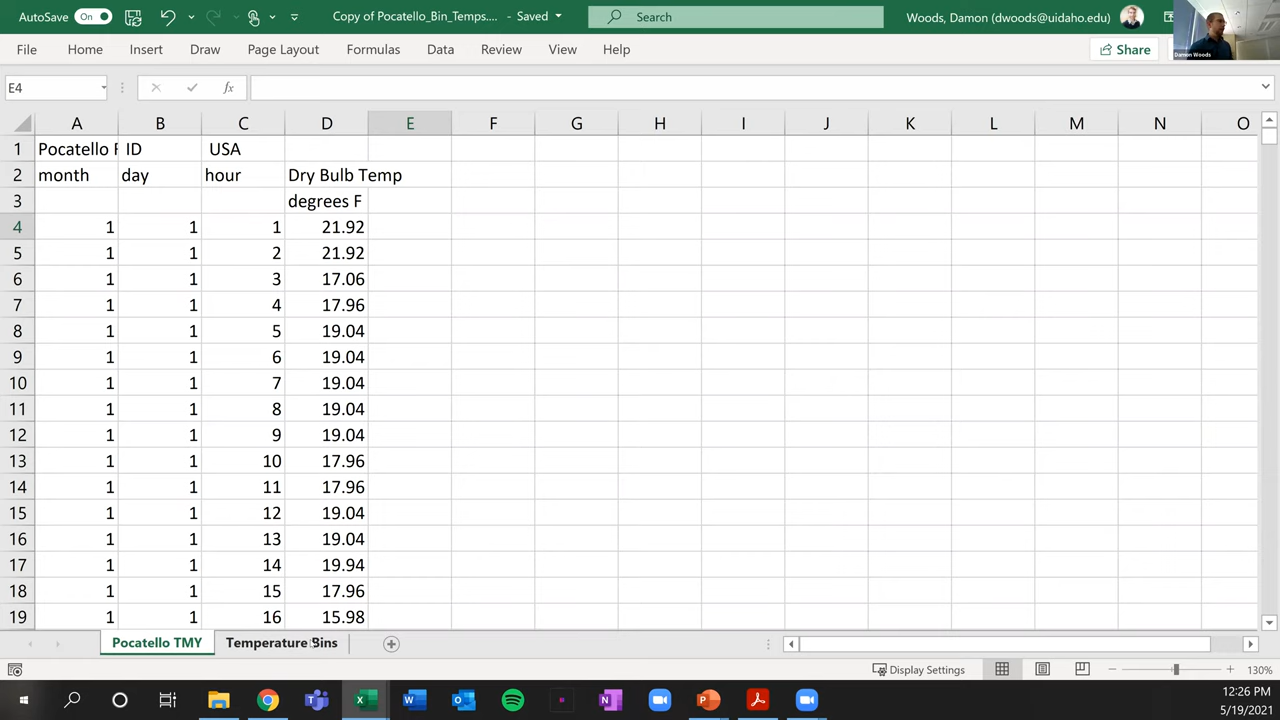 AutoSave On Copy of Pocatello_Bin_Temps.... - Saved Search Woods, Damon (dwoods@uidaho.edu)
File Home Insert Draw Page Layout Formulas Data Review View Help Share
Damon Woods
E4 fx
A B C D E F G H I J K L M N O
1 Pocatello ID USA
2 month day hour Dry Bulb Temp
3 degrees F
4 1 1 1 21.92
5 1 1 2 21.92
6 1 1 3 17.06
7 1 1 4 17.96
8 1 1 5 19.04
9 1 1 6 19.04
10 1 1 7 19.04
11 1 1 8 19.04
12 1 1 9 19.04
13 1 1 10 17.96
14 1 1 11 17.96
15 1 1 12 19.04
16 1 1 13 19.04
17 1 1 14 19.94
18 1 1 15 17.96
19 1 1 16 15.98
Pocatello TMY Temperature Bins
Display Settings 130%
12:26 PM
5/19/2021